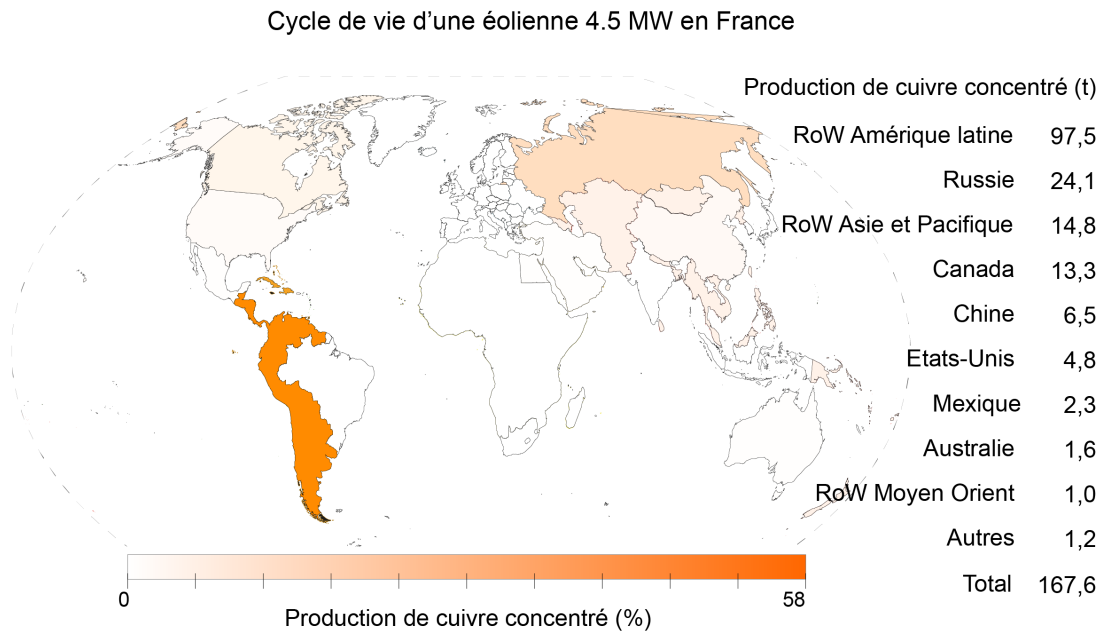 Cycle de vie d’une éolienne 4.5 MW en France
Production de cuivre concentré (t)
RoW Amérique latine 97,5
Russie 24,1
RoW Asie et Pacifique 14,8
Canada 13,3
Chine 6,5
Etats-Unis 4,8
Mexique 2,3
Australie 1,6
RoW Moyen Orient 1,0
Autres 1,2
Total 167,6
0 58
Production de cuivre concentré (%)